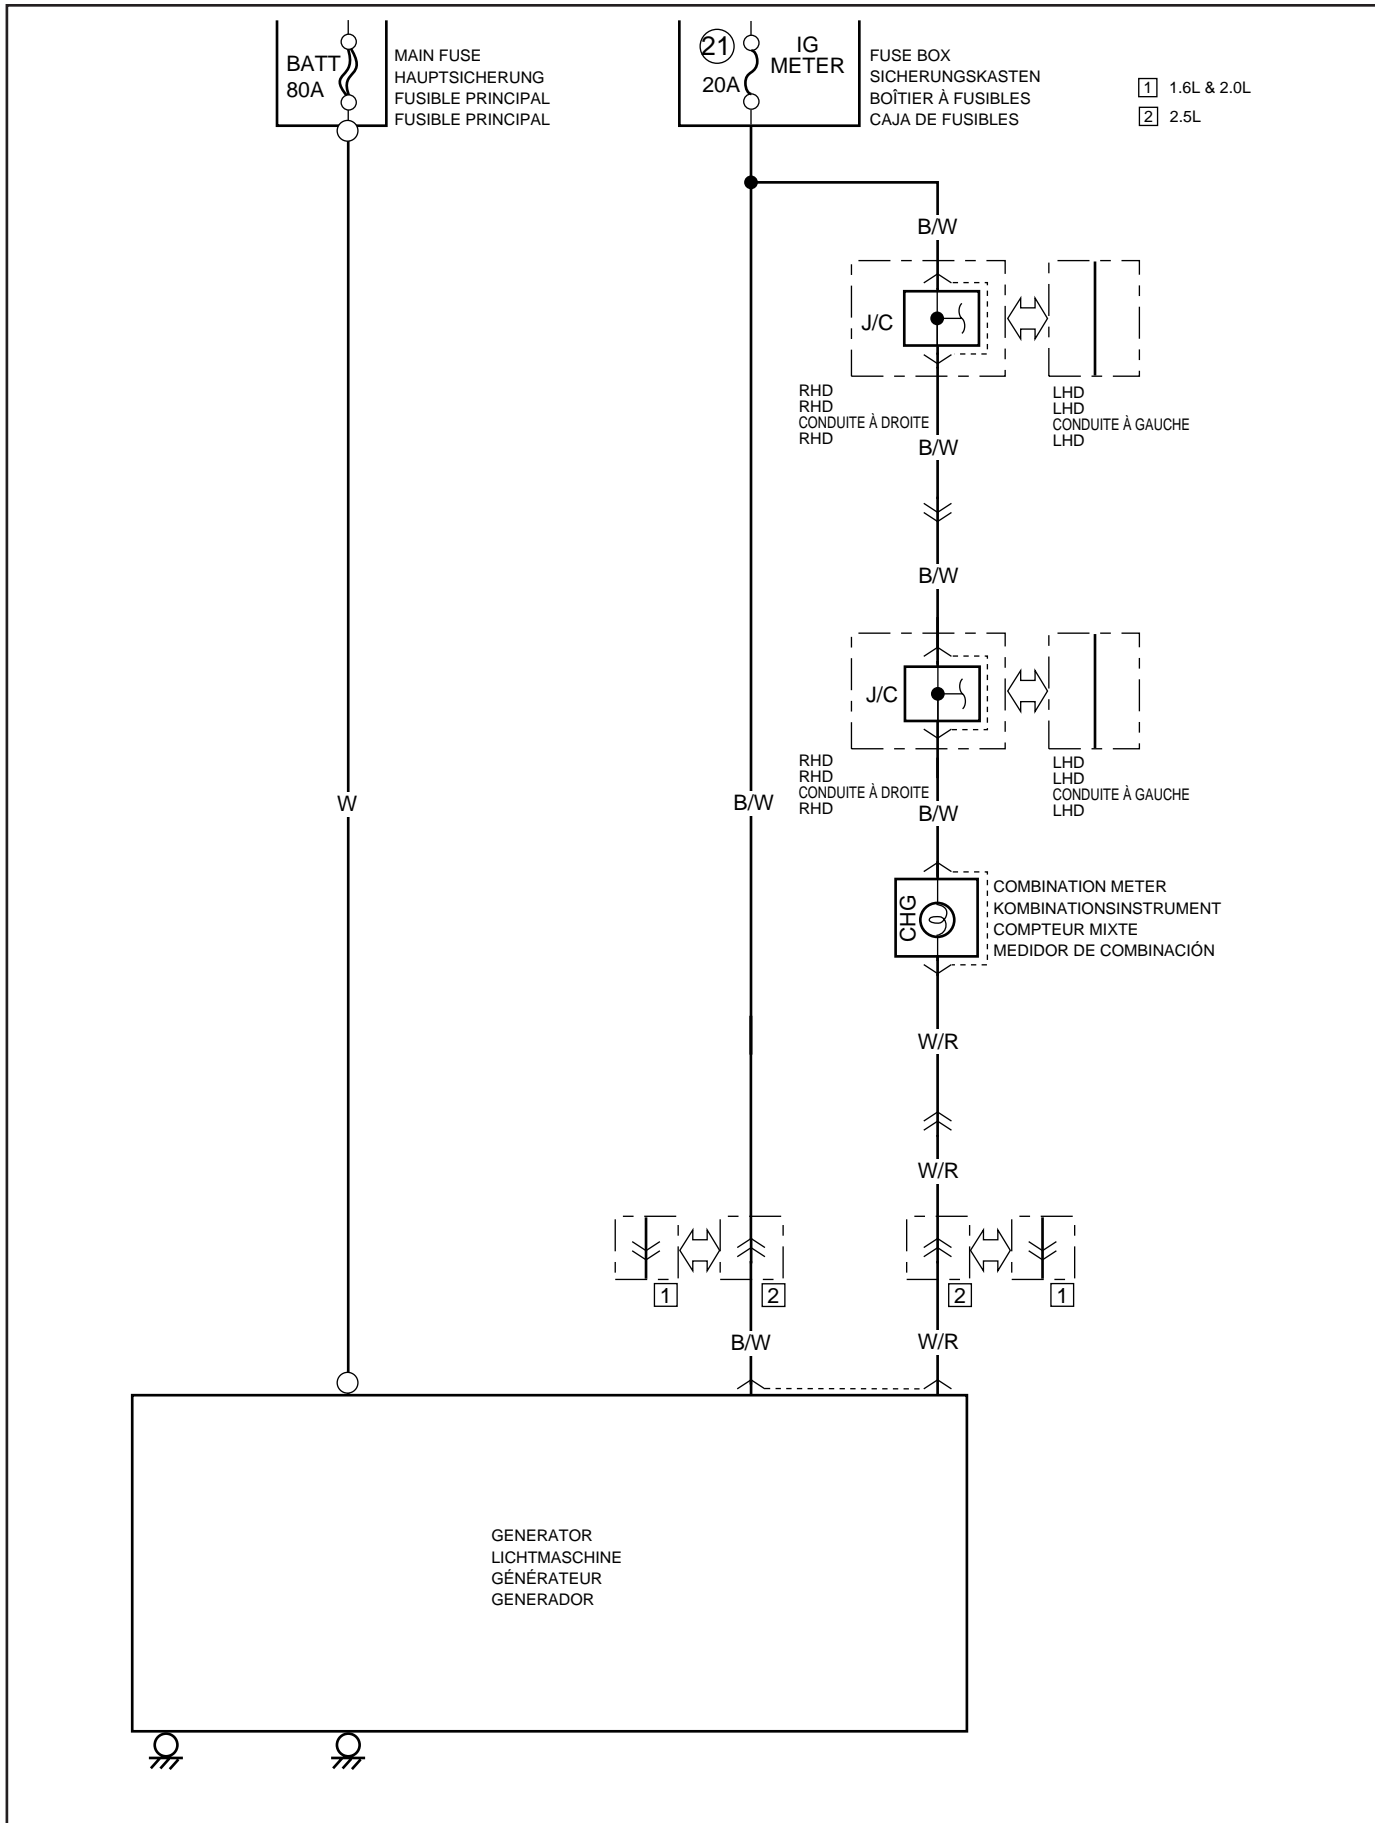 BATT
80A
MAIN FUSE
HAUPTSICHERUNG
FUSIBLE PRINCIPAL
FUSIBLE PRINCIPAL
21
20A
IG
METER
FUSE BOX
SICHERUNGSKASTEN
BOÎTIER À FUSIBLES
CAJA DE FUSIBLES
1 1.6L & 2.0L
2 2.5L
B/W
J/C
RHD
RHD
CONDUITE À DROITE
RHD
LHD
LHD
CONDUITE À GAUCHE
LHD
B/W
B/W
J/C
RHD
RHD
CONDUITE À DROITE
RHD
LHD
LHD
CONDUITE À GAUCHE
LHD
W
B/W
B/W
CHG
COMBINATION METER
KOMBINATIONSINSTRUMENT
COMPTEUR MIXTE
MEDIDOR DE COMBINACIÓN
W/R
W/R
1
2
2
1
B/W
W/R
GENERATOR
LICHTMASCHINE
GÉNÉRATEUR
GENERADOR